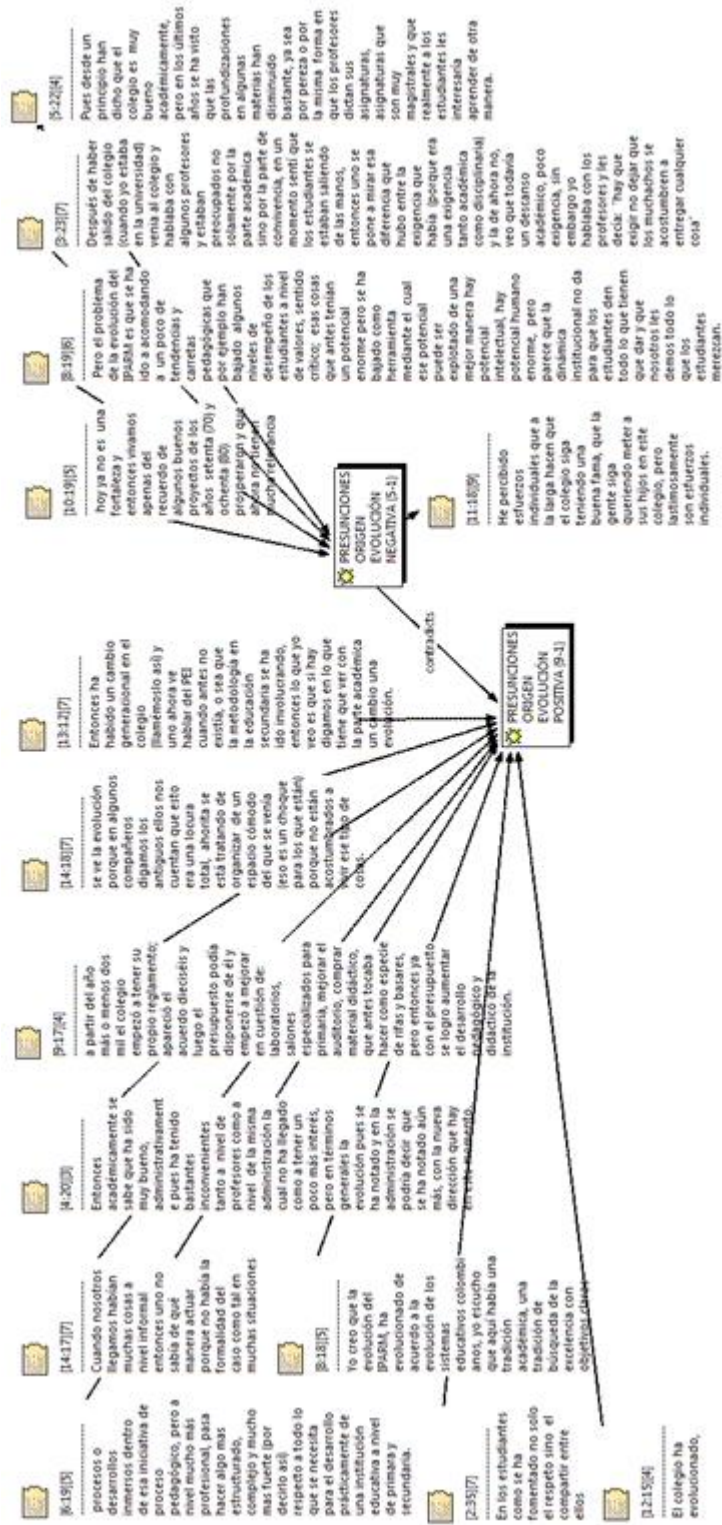 [6:19][5]
procesos o
desarrollos
inmersos dentro
de esa iniciativa de
proceso
pedagógico, pero a
nivel mucho más
profesional, pasa
hacer algo mas
estructurado,
complejo y mucho
mas fuerte (por
decirlo así)
respecto a todo lo
que se necesita
para el desarrollo
prácticamente de
una institución
educativa a nivel
de primara y
secundaria.
[2:35][7]
En los estudiantes
como se ha
fomentado no solo
el respeto sino el
compartir entre
ellos
[12:15][4]
El colegio ha
evolucionado,
[14:17][7]
Cuando nosotros
llegamos habían
muchas cosas a
nivel informal
entonces uno no
sabía de qué
manera actuar
porque no había la
formalidad del
caso como tal en
muchas situaciones
[8:18][5]
Yo creo que la
evolución del
IPARM, ha
evolucionado de
acuerdo a la
evolución de los
sistemas
educativos colombi
anos, yo escucho
que aquí había una
tradición
académica, una
tradición de
búsqueda de la
excelencia con
objetivos claros
[4:20][3]
Entonces
académicamente se
sabe que ha sido
muy bueno,
administrativament
e pues ha tenido
bastantes
inconvenientes
tanto a nivel de
profesores como a
nivel de la misma
administración la
cual no ha llegado
como a tener un
poco más interés,
pero en términos
generales la
evolución pues se
ha notado y en la
administración se
podría decir que
se ha notado aún
más, con la nueva
dirección que hay
en este momento,
[9:17][4]
a partir del año
más o menos dos
mil el colegio
empezó a tener su
propio reglamento;
apareció el
acuerdo dieciséis y
luego el
presupuesto podía
disponerse de él y
empezó a mejorar
en cuestión de:
laboratorios,
salones
especializados para
primaria, mejorar el
auditorio, comprar
material didáctico,
que antes tocaba
hacer como especie
de rifas y basares,
pero entonces ya
con el presupuesto
se logro aumentar
el desarrollo
pedagógico y
didáctico de la
institución.
[14:18][7]
se ve la evolución
porque en algunos
compañeros
digamos los
antiguos ellos nos
cuentan que esto
era una locura
total, ahorita se
está tratando de
organizar de un
espacio cómodo
del que se venía
(eso es un choque
para los que están)
porque no están
acostumbrados a
vivir ese tipo de
cosas.
[13:12][7]
Entonces ha
habido un cambio
generacional en el
colegio
(llamémoslo así) y
uno ahora ve
hablar del PEI
cuando antes no
existía, o sea que
la metodología en
la educación
secundaria se ha
ido involucrando,
entonces lo que yo
veo es que si hay
digamos en lo que
tiene que ver con
la parte académica
un cambio una
evolución.
PRESUNCIONES
ORIGEN
EVOLUCIÓN
POSITIVA (9-1)
contradicts
PRESUNCIONES
ORIGEN
EVOLUCIÓN
NEGATIVA (5-1)
[10:19][5]
hoy ya no es una
fortaleza y
entonces vivamos
apenas del
recuerdo de
algunos buenos
proyectos de los
años setenta (70) y
ochenta (80)
prosperaron y que
ahora no tienen
mucha relevancia
[8:19][6]
Pero el problema
de la evolución del
IPARM es que se ha
ido a acomodando
a un poco de
tendencias y
carretas
pedagógicas que
por ejemplo han
bajado algunos
niveles de
desempeño de los
estudiantes a nivel
de valores, sentido
crítico; esas cosas
que antes tenían
un potencial
enorme pero se ha
bajado como
herramienta
mediante el cual
ese potencial
puede ser
explotado de una
mejor manera hay
potencial
intelectual, hay
potencial humano
enorme, pero
parece que la
dinámica
institucional no da
para que los
estudiantes den
todo lo que tienen
que dar y que
nosotros les
demos todo lo
que los
estudiantes
merezcan.
[3:23][7]
Después de haber
salido del colegio
(cuando yo estaba
en la universidad)
venia al colegio y
hablaba con
algunos profesores
y estaban
preocupados no
solamente por la
parte académica
sino por la parte de
convivencia, en un
momento sentí que
los estudiantes se
estaban saliendo
de las manos,
entonces uno se
pone a mirar esa
diferencia que
hubo entre la
exigencia que
había (porque era
una exigencia
tanto académica
como disciplinaria)
y la de ahora no,
veo que todavía
un descanso
académico, poco
exigencia, sin
embargo yo
hablaba con los
profesores y les
decía: "hay que
exigir no dejar que
los muchachos se
acostumbren a
entregar cualquier
cosa"
[5:22][4]
Pues desde un
principio han
dicho que el
colegio es muy
bueno
académicamente,
pero en los últimos
años se ha visto
que las
profundizaciones
en algunas
materias han
disminuido
bastante, ya sea
por pereza o por
la misma forma en
que los profesores
dictan sus
asignaturas,
asignaturas que
son muy
magistrales y que
realmente a los
estudiantes les
interesaría
aprender de otra
manera.
[11:18][9]
He percibido
esfuerzos
individuales que a
la larga hacen que
el colegio siga
teniendo una
buena fama, que la
gente siga
queriendo meter a
sus hijos en este
colegio, pero
lastimosamente
son esfuerzos
individuales.